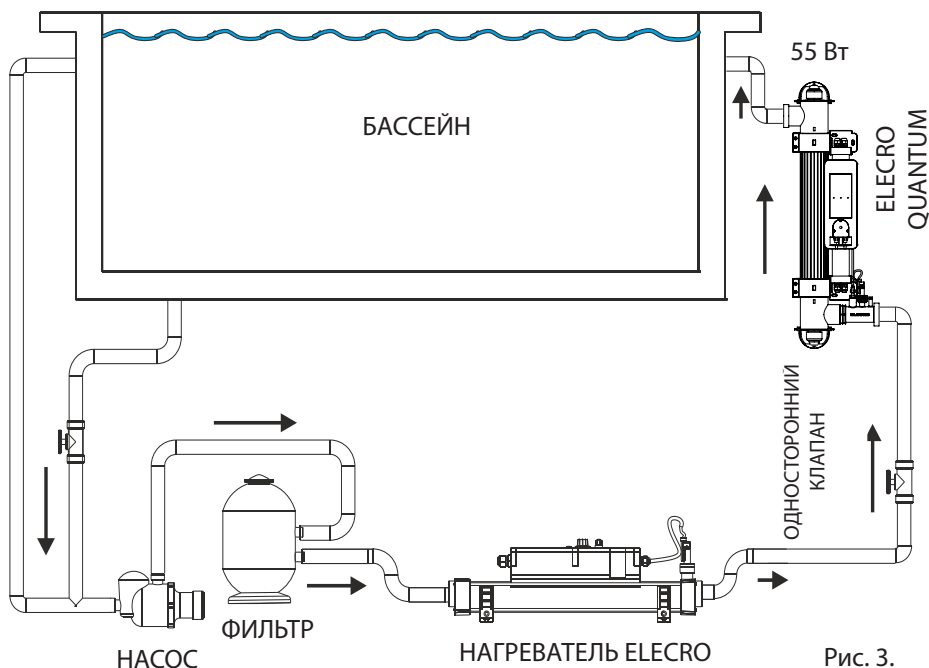 55 Вт
БАССЕЙН
ELECRO
QUANTUM
ОДНОСТОРОННИЙ
КЛАПАН
ФИЛЬТР
НАСОС
НАГРЕВАТЕЛЬ ELECRO
Рис. 3.